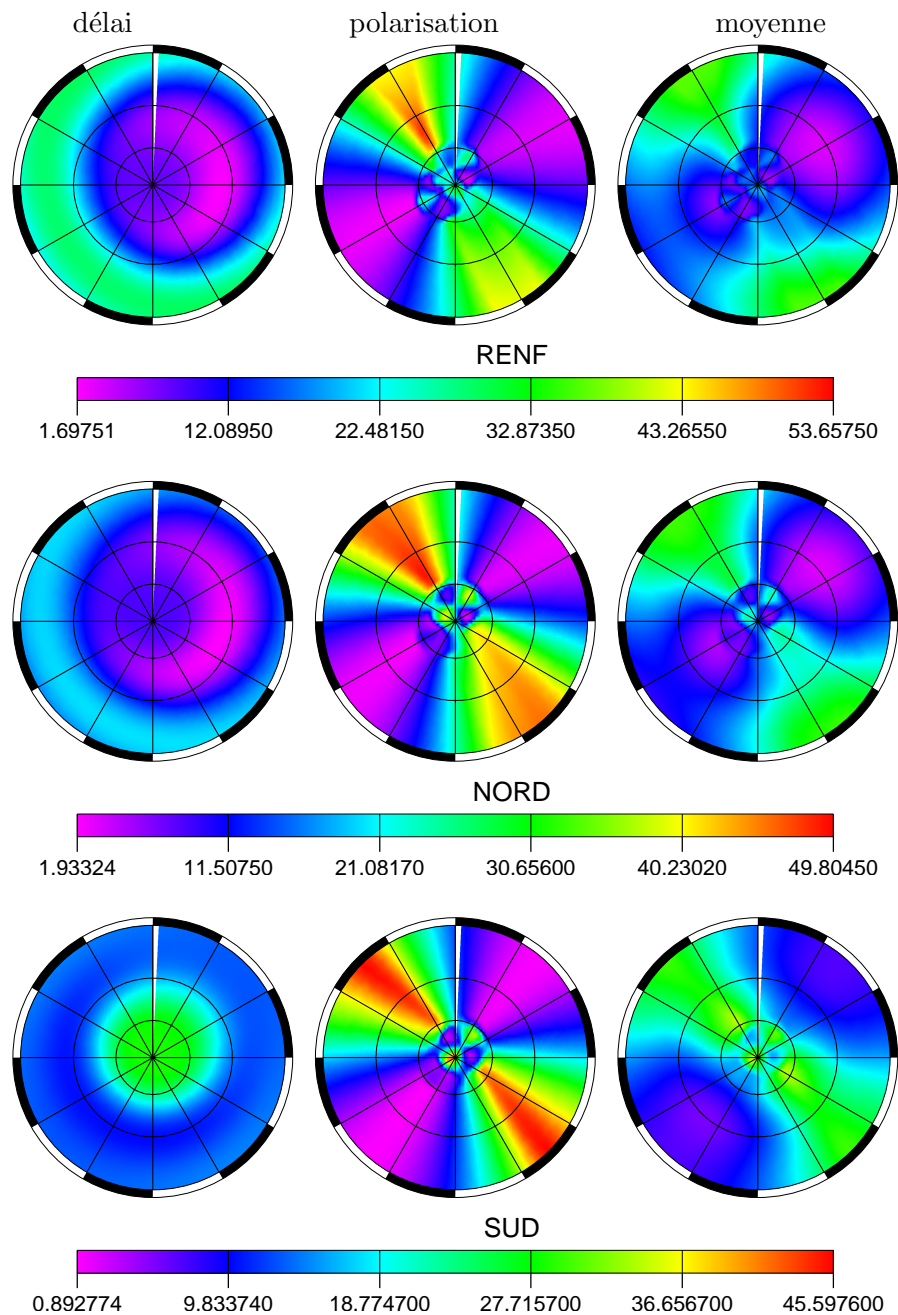 délai polarisation moyenne
RENF
1.69751 12.08950 22.48150 32.87350 43.26550 53.65750
NORD
1.93324 11.50750 21.08170 30.65600 40.23020 49.80450
SUD
0.892774 9.833740 18.774700 27.715700 36.656700 45.597600